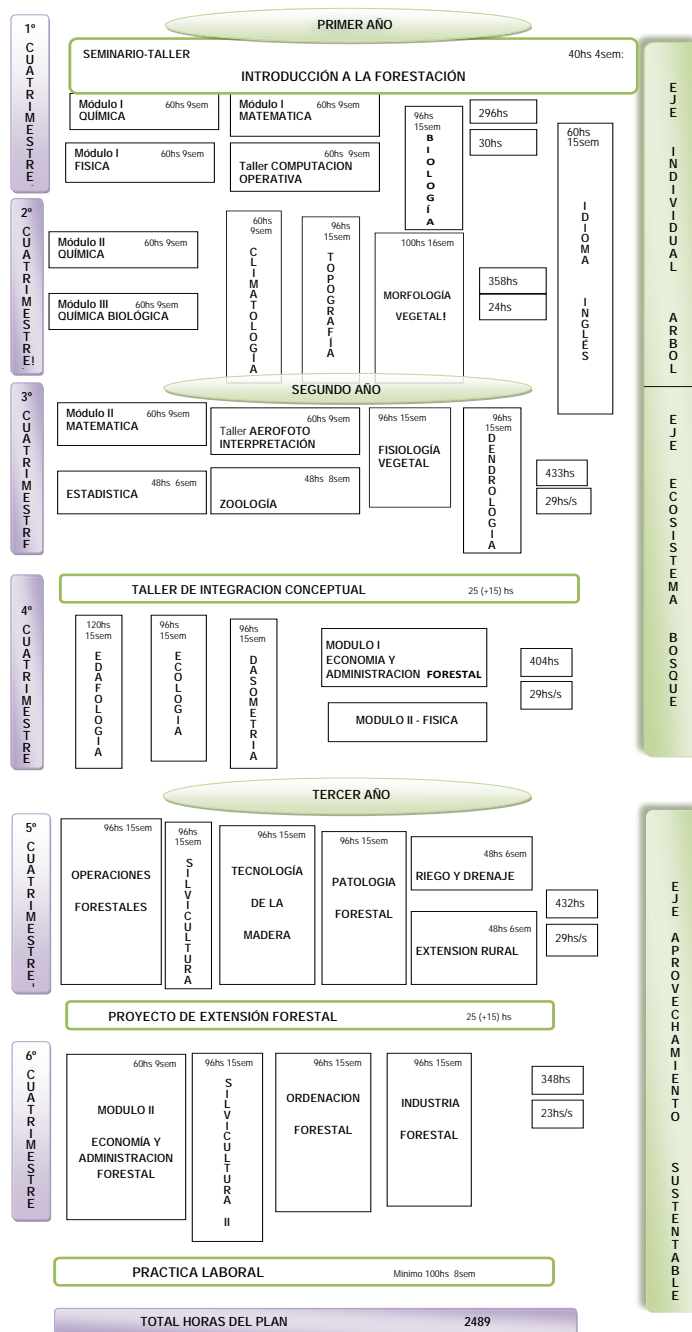 PRIMER AÑO
1º CUATRIMESTRE.
SEMINARIO-TALLER 40hs 4sem:
INTRODUCCIÓN A LA FORESTACIÓN
Módulo I 60hs 9sem
QUÍMICA
Módulo I 60hs 9sem
MATEMATICA
Módulo I 60hs 9sem
FISICA
60hs 9sem
Taller COMPUTACION
OPERATIVA
96hs
15sem
BIOLOGÍA
296hs
30hs
60hs
15sem
IDIOMA INGLÉS
EJE INDIVIDUAL ARBOL
2º CUATRIMESTRE!
Módulo II 60hs 9sem
QUÍMICA
Módulo III 60hs 9sem
QUÍMICA BIOLÓGICA
60hs
9sem
CLIMATOLOGÍA
96hs
15sem
TOPOGRAFÍA
100hs 16sem
MORFOLOGÍA
VEGETAL!
358hs
24hs
SEGUNDO AÑO
3º CUATRIMESTRE
Módulo II 60hs 9sem
MATEMATICA
60hs 9sem
Taller AEROFOTO
INTERPRETACIÓN
48hs 6sem
ESTADISTICA
48hs 8sem
ZOOLOGÍA
96hs 15sem
FISIOLOGÍA
VEGETAL
96hs
15sem
DENDROLOGIA
433hs
29hs/s
EJE ECOSISTEMA BOSQUE
TALLER DE INTEGRACION CONCEPTUAL 25 (+15) hs
4º CUATRIMESTRE
120hs
15sem
EDAFOLOGIA
96hs
15sem
ECOLOGIA
96hs
15sem
DASOMETRIA
MODULO I
ECONOMIA Y
ADMINISTRACION FORESTAL
MODULO II - FISICA
404hs
29hs/s
TERCER AÑO
5º CUATRIMESTRE
96hs 15sem
OPERACIONES
FORESTALES
96hs
15sem
SILVICULTURA
96hs 15sem
TECNOLOGÍA
DE LA
MADERA
96hs 15sem
PATOLOGIA
FORESTAL
48hs 6sem
RIEGO Y DRENAJE
48hs 6sem
EXTENSION RURAL
432hs
29hs/s
EJE APROVECHAMIENTO SUSTENTABLE
PROYECTO DE EXTENSIÓN FORESTAL 25 (+15) hs
6º CUATRIMESTRE
60hs 9sem
MODULO II
ECONOMÍA Y
ADMINISTRACION
FORESTAL
96hs 15sem
SILVICULTURA II
96hs 15sem
ORDENACION
FORESTAL
96hs 15sem
INDUSTRIA
FORESTAL
348hs
23hs/s
PRACTICA LABORAL Minimo 100hs 8sem
TOTAL HORAS DEL PLAN 2489